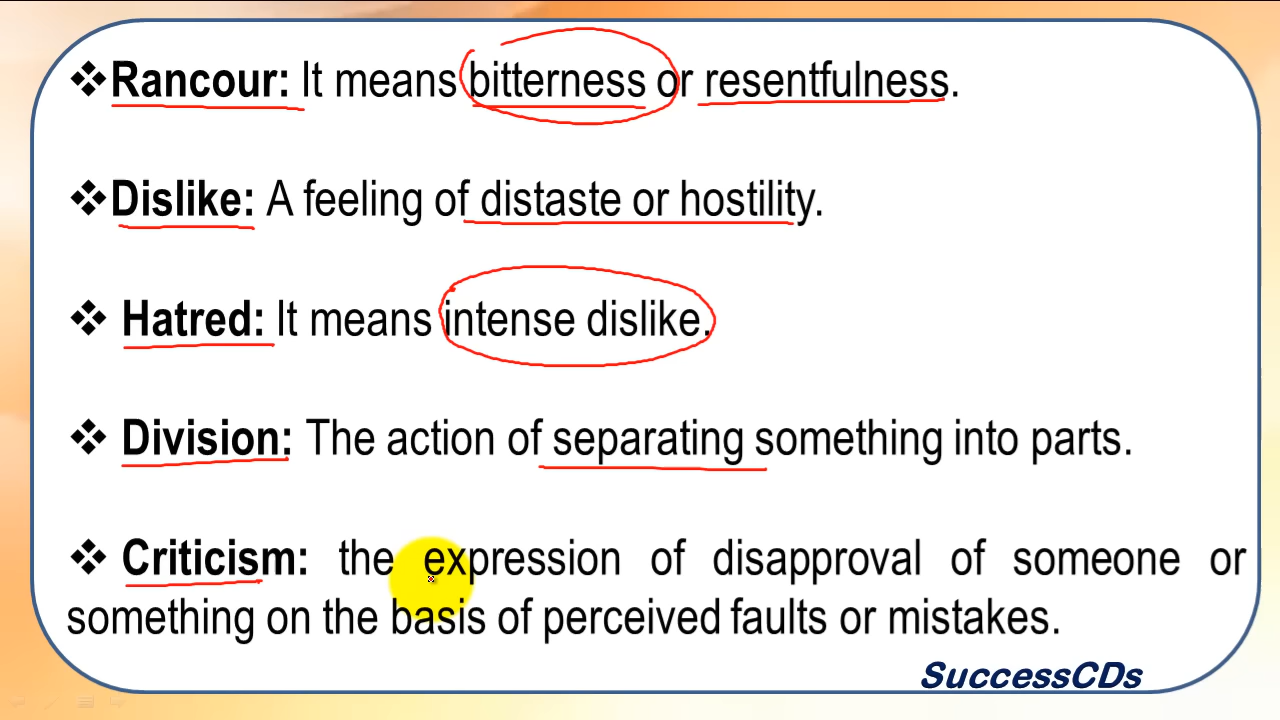 ❖Rancour: It means bitterness or resentfulness.
❖Dislike: A feeling of distaste or hostility.
❖ Hatred: It means intense dislike.
❖ Division: The action of separating something into parts.
❖ Criticism: the expression of disapproval of someone or
something on the basis of perceived faults or mistakes.
SuccessCDs